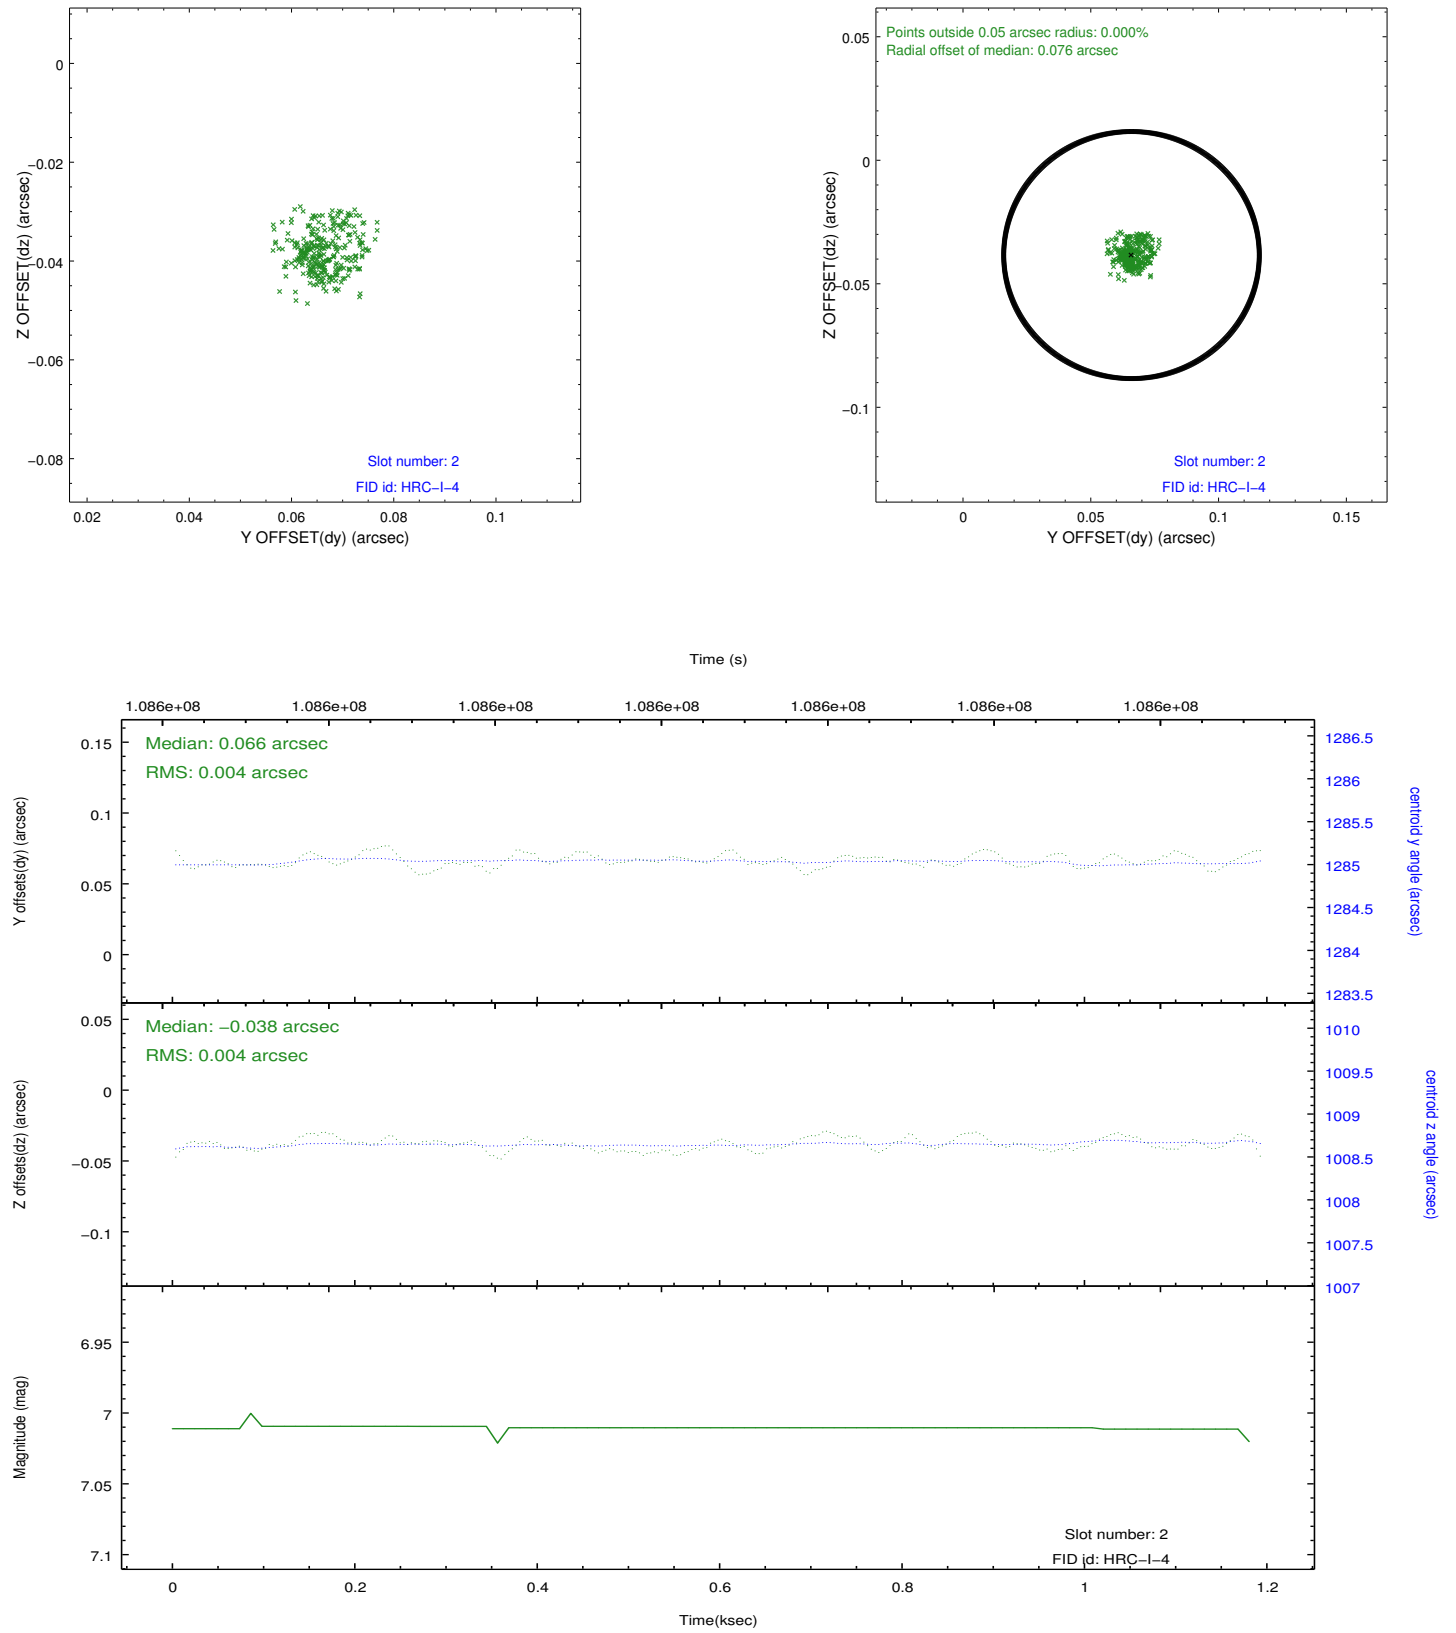 0
−0.02
−0.04
−0.06
−0.08
Z OFFSET(dz) (arcsec)
Slot number: 2
FID id: HRC−I−4
0.02 0.04 0.06 0.08 0.1
Y OFFSET(dy) (arcsec)
Points outside 0.05 arcsec radius: 0.000%
Radial offset of median: 0.076 arcsec
0.05
0
−0.05
−0.1
Z OFFSET(dz) (arcsec)
Slot number: 2
FID id: HRC−I−4
0 0.05 0.1 0.15
Y OFFSET(dy) (arcsec)
Time (s)
1.086e+08 1.086e+08 1.086e+08 1.086e+08 1.086e+08 1.086e+08 1.086e+08
Median: 0.066 arcsec
RMS: 0.004 arcsec
0.15
0.1
0.05
0
Y offsets(dy) (arcsec)
1286.5
1286
1285.5
1285
1284.5
1284
1283.5
centroid y angle (arcsec)
Median: −0.038 arcsec
RMS: 0.004 arcsec
0.05
0
−0.05
−0.1
Z offsets(dz) (arcsec)
1010
1009.5
1009
1008.5
1008
1007.5
1007
centroid z angle (arcsec)
6.95
7
7.05
7.1
Magnitude (mag)
Slot number: 2
FID id: HRC−I−4
0 0.2 0.4 0.6 0.8 1 1.2
Time(ksec)